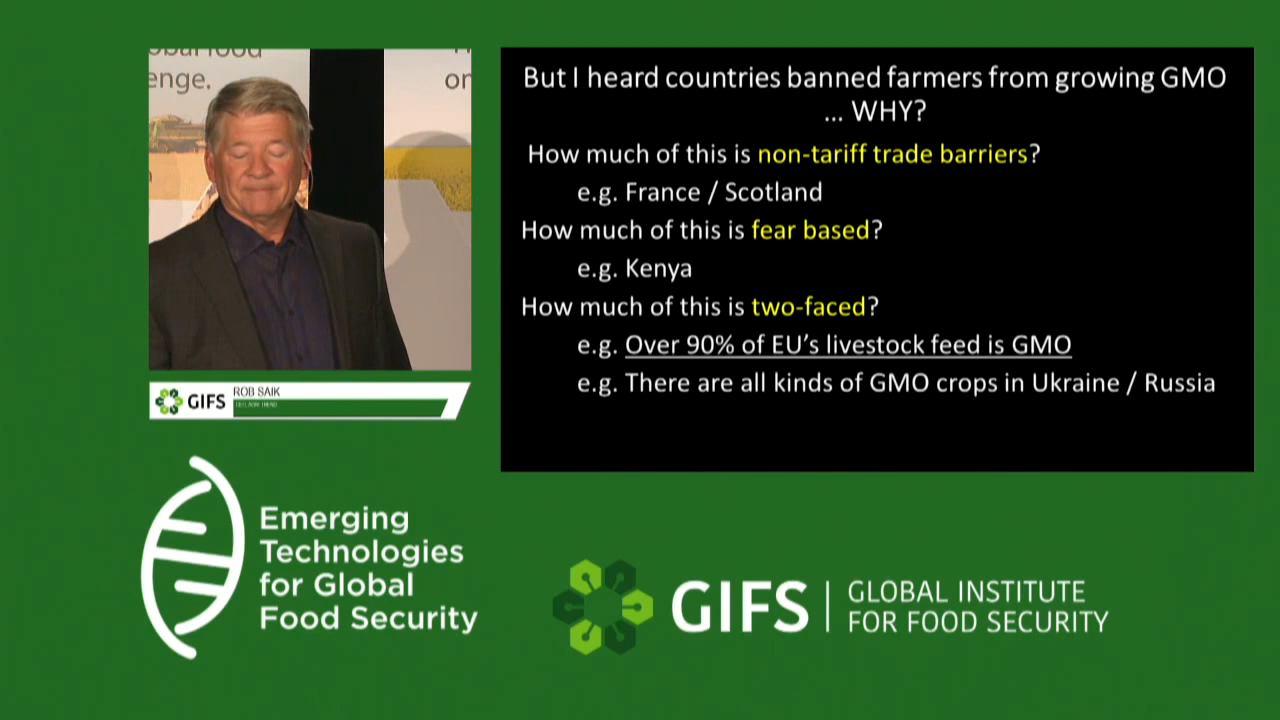 obal food
enge.
or
But I heard countries banned farmers from growing GMO
... WHY?
How much of this is non-tariff trade barriers?
e.g. France / Scotland
How much of this is fear based?
e.g. Kenya
How much of this is two-faced?
e.g. Over 90% of EU's livestock feed is GMO
e.g. There are all kinds of GMO crops in Ukraine / Russia
GIFS
ROB SAIK
Emerging
Technologies
for Global
Food Security
GIFS
GLOBAL INSTITUTE
FOR FOOD SECURITY